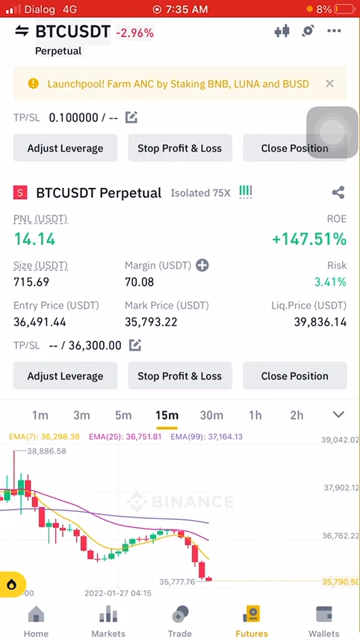 Dialog 4G 7:35 AM 8%
BTCUSDT -2.96%
Perpetual
Launchpool! Farm ANC by Staking BNB, LUNA and BUSD
TP/SL 0.100000 / --
Adjust Leverage Stop Profit & Loss Close Position
S BTCUSDT Perpetual Isolated 75X !!!!
PNL (USDT) ROE
14.14 +147.51%
Size (USDT) Margin (USDT) Risk
715.69 70.08 3.41%
Entry Price (USDT) Mark Price (USDT) Liq.Price (USDT)
36,491.44 35,793.22 39,836.14
TP/SL -- / 36,300.00
Adjust Leverage Stop Profit & Loss Close Position
1m 3m 5m 15m 30m 1h 2h
EMA(7): 36,298.39 EMA(25): 36,751.81 EMA(99): 37,164.13
39,042.02
38,886.58
37,902.12
BINANCE
36,762.22
35,777.76
35,790.50
:00 2022-01-27 04:15
Home Markets Trade Futures Wallets